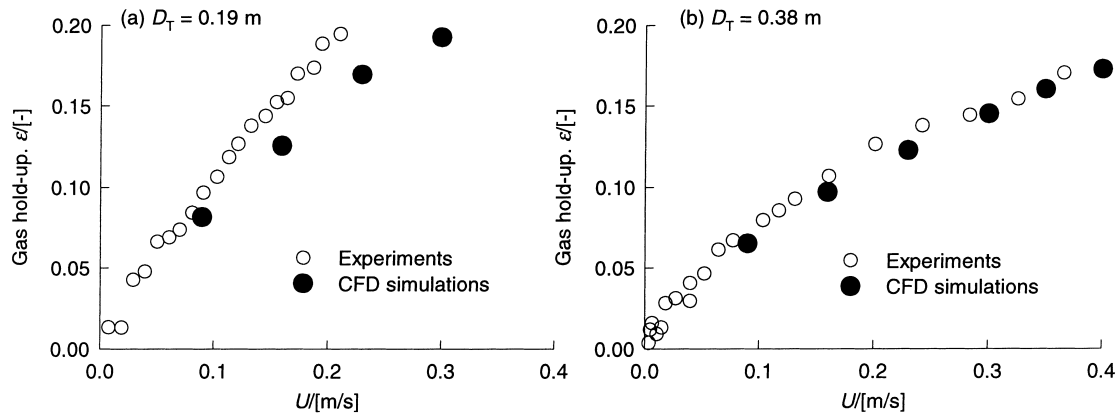 (a) D_T = 0.19 m
Gas hold-up. ε/[-]
0.20
0.15
0.10
0.05
0.00
Experiments
CFD simulations
0.0 0.1 0.2 0.3 0.4
U/[m/s]
(b) D_T = 0.38 m
Gas hold-up. ε/[-]
0.20
0.15
0.10
0.05
0.00
Experiments
CFD simulations
0.0 0.1 0.2 0.3 0.4
U/[m/s]